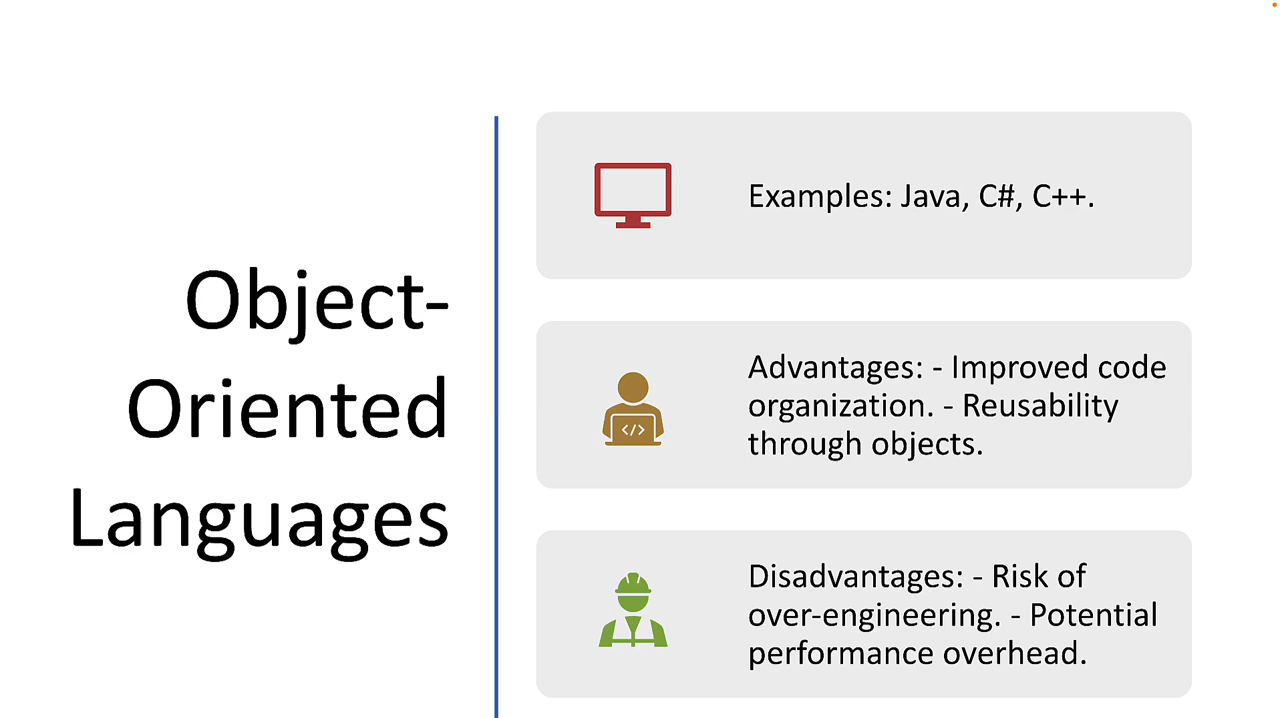 Object-
Oriented
Languages
Examples: Java, C#, C++.
Advantages: - Improved code
organization. - Reusability
through objects.
</>
Disadvantages: - Risk of
over-engineering. - Potential
performance overhead.